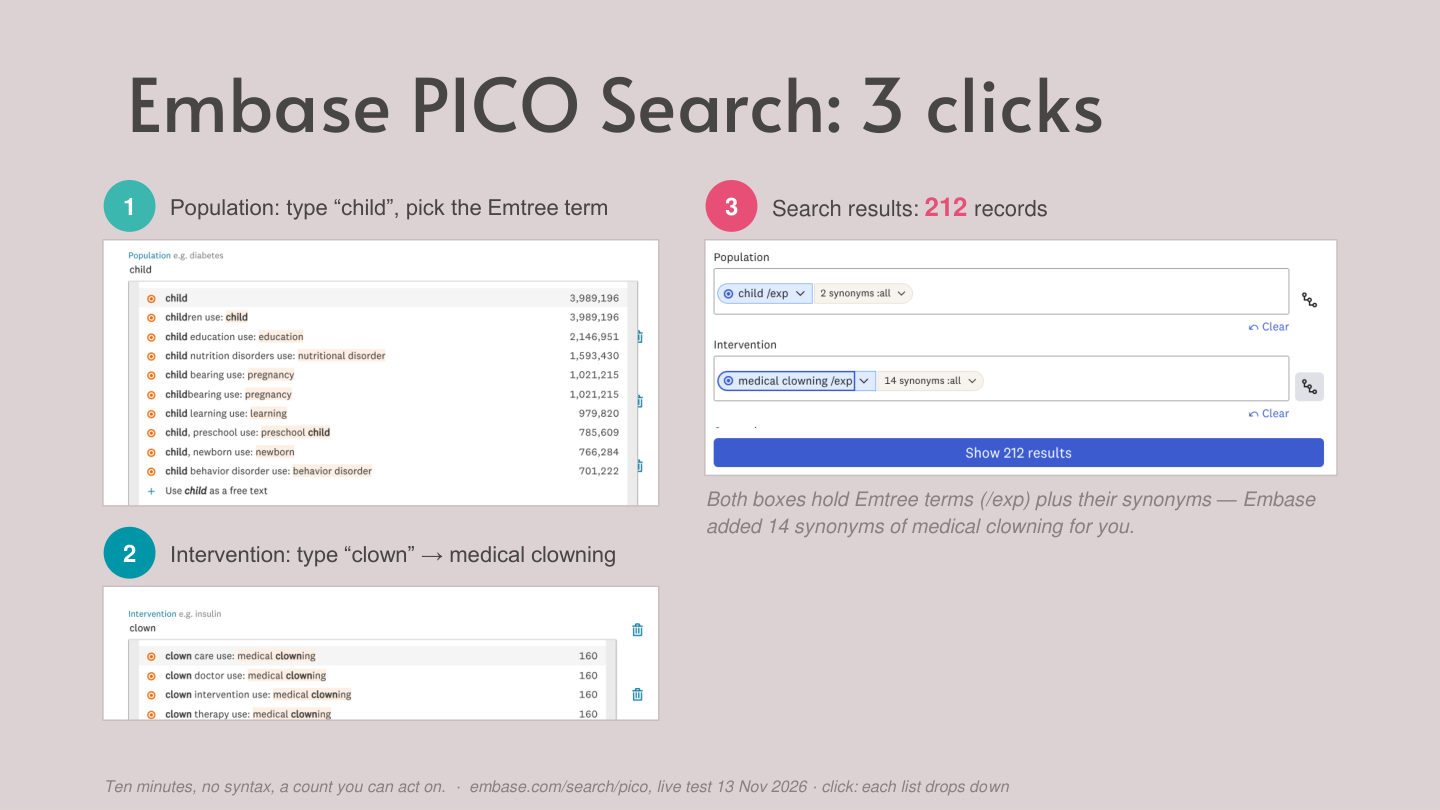 Embase PICO Search: 3 clicks
1 Population: type “child”, pick the Emtree term
Population e.g. diabetes
child
child 3,989,196
children use: child 3,989,196
child education use: education 2,146,951
child nutrition disorders use: nutritional disorder 1,593,430
child bearing use: pregnancy 1,021,215
childbearing use: pregnancy 1,021,215
child learning use: learning 979,820
child, preschool use: preschool child 785,609
child, newborn use: newborn 766,284
child behavior disorder use: behavior disorder 701,222
+ Use child as a free text
2 Intervention: type “clown” → medical clowning
Intervention e.g. insulin
clown
clown care use: medical clowning 160
clown doctor use: medical clowning 160
clown intervention use: medical clowning 160
clown therapy use: medical clowning 160
3 Search results: 212 records
Population
child /exp 2 synonyms :all
Clear
Intervention
medical clowning /exp 14 synonyms :all
Clear
Show 212 results
Both boxes hold Emtree terms (/exp) plus their synonyms — Embase
added 14 synonyms of medical clowning for you.
Ten minutes, no syntax, a count you can act on. · embase.com/search/pico, live test 13 Nov 2026 · click: each list drops down